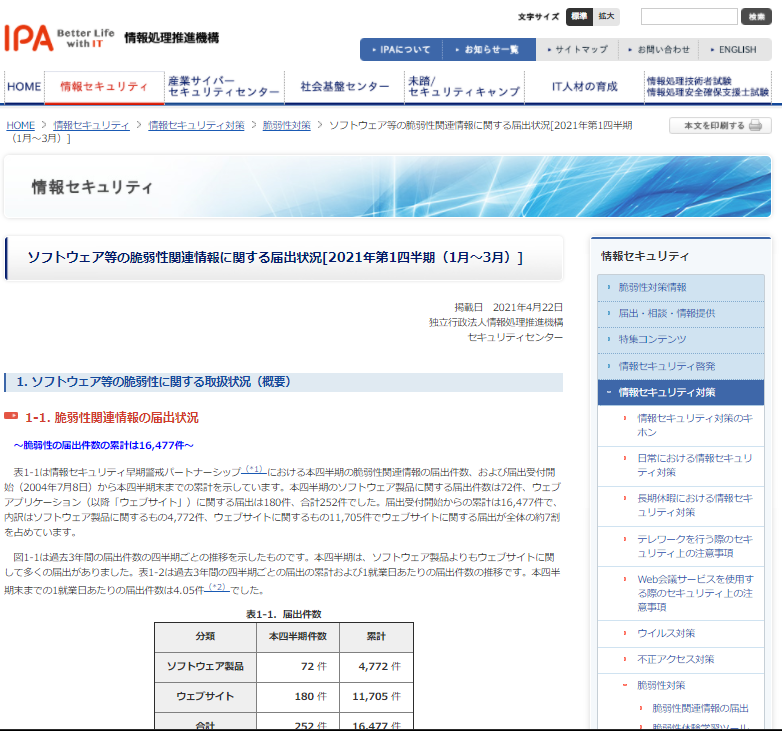 文字サイズ 標準 拡大 検索
IPA Better Life with IT 情報処理推進機構
IPAについて お知らせ一覧 サイトマップ お問い合わせ ENGLISH
HOME 情報セキュリティ 産業サイバーセキュリティセンター 社会基盤センター 未踏/セキュリティキャンプ IT人材の育成 情報処理技術者試験 情報処理安全確保支援士試験
HOME > 情報セキュリティ > 情報セキュリティ対策 > 脆弱性対策 > ソフトウェア等の脆弱性関連情報に関する届出状況[2021年第1四半期
（1月～3月）]
本文を印刷する
情報セキュリティ
ソフトウェア等の脆弱性関連情報に関する届出状況[2021年第1四半期（1月～3月）]
掲載日 2021年4月22日
独立行政法人情報処理推進機構
セキュリティセンター
1. ソフトウェア等の脆弱性に関する取扱状況（概要）
1-1. 脆弱性関連情報の届出状況
～脆弱性の届出件数の累計は16,477件～
表1-1は情報セキュリティ早期警戒パートナーシップ（*1）における本四半期の脆弱性関連情報の届出件数、および届出受付開
始（2004年7月8日）から本四半期末までの累計を示しています。本四半期のソフトウェア製品に関する届出件数は72件、ウェブ
アプリケーション（以降「ウェブサイト」）に関する届出は180件、合計252件でした。届出受付開始からの累計は16,477件で、
内訳はソフトウェア製品に関するもの4,772件、ウェブサイトに関するもの11,705件でウェブサイトに関する届出が全体の約7割
を占めています。
図1-1は過去3年間の届出件数の四半期ごとの推移を示したものです。本四半期は、ソフトウェア製品よりもウェブサイトに関
して多くの届出がありました。表1-2は過去3年間の四半期ごとの届出の累計および1就業日あたりの届出件数の推移です。本四半
期末までの1就業日あたりの届出件数は4.05件（*2）でした。
表1-1．届出件数
分類 本四半期件数 累計
ソフトウェア製品 72 件 4,772 件
ウェブサイト 180 件 11,705 件
合計 252 件 16,477 件
情報セキュリティ
脆弱性対策情報
届出・相談・情報提供
特集コンテンツ
情報セキュリティ啓発
情報セキュリティ対策
情報セキュリティ対策のキ
ホン
日常における情報セキュリ
ティ対策
長期休暇における情報セキ
ュリティ対策
テレワークを行う際のセキ
ュリティ上の注意事項
Web会議サービスを使用す
る際のセキュリティ上の注
意事項
ウイルス対策
不正アクセス対策
脆弱性対策
脆弱性関連情報の届出
脆弱性体験学習ツール